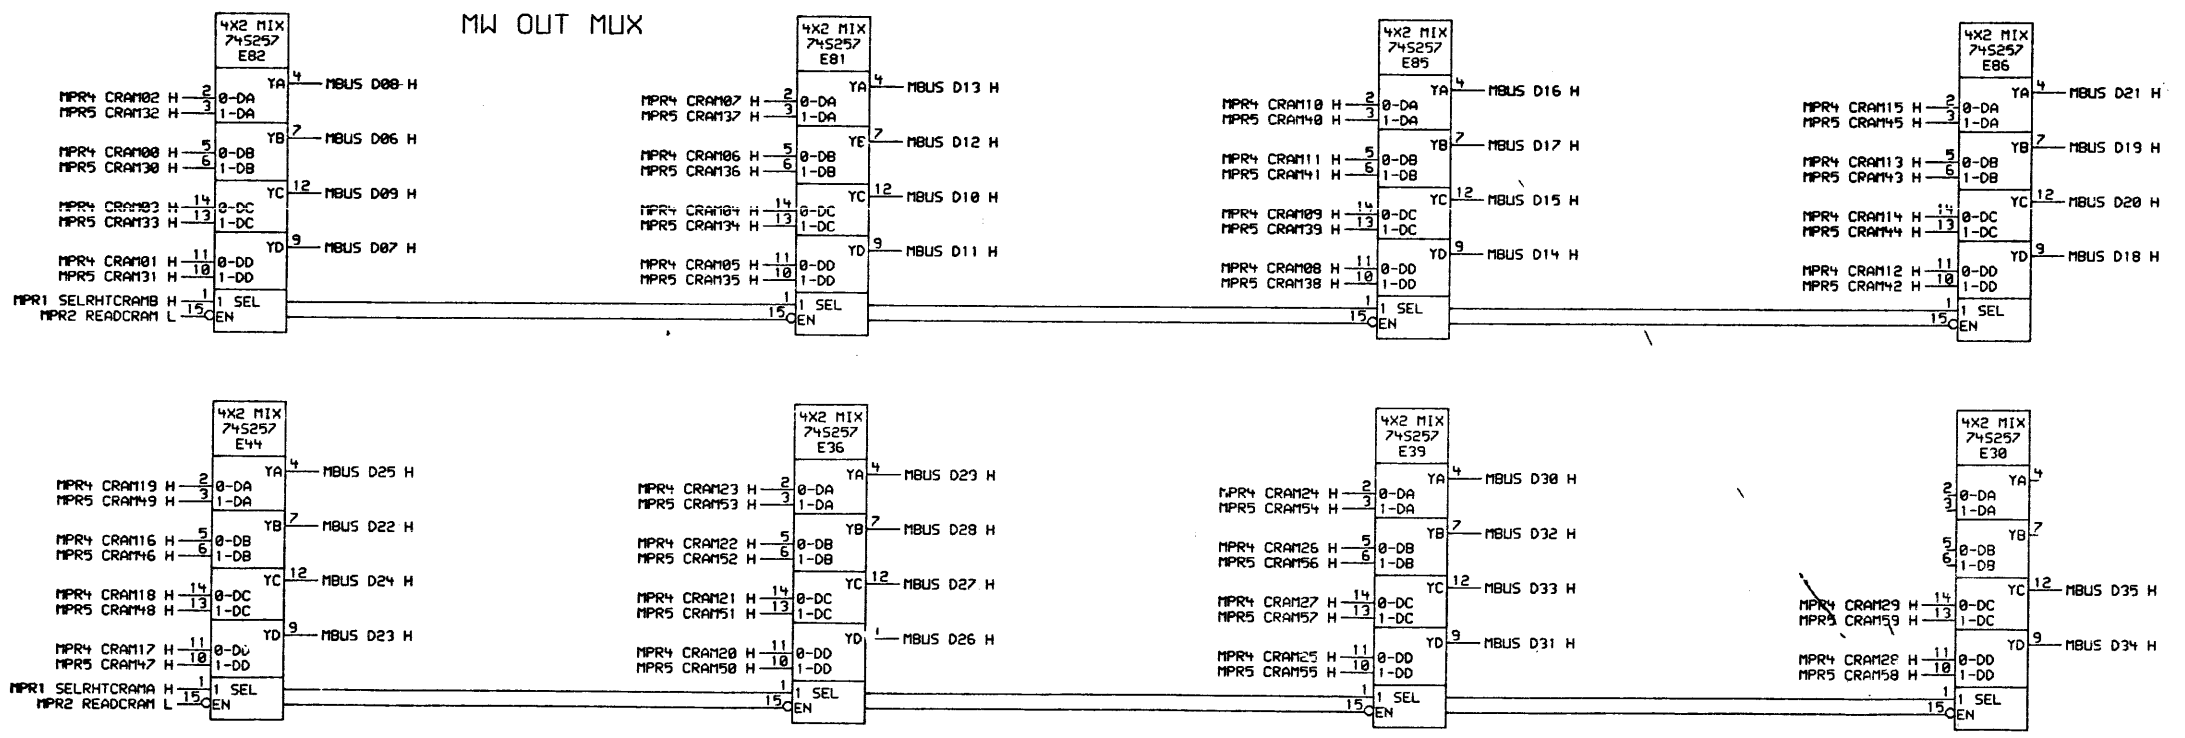 MW OUT MUX
4X2 MIX
74S257
E82
MPR4 CRAM02 H 2 0-DA YA 4 MBUS D08 H
MPR5 CRAM32 H 3 1-DA
MPR4 CRAM00 H 5 0-DB YB 7 MBUS D06 H
MPR5 CRAM30 H 6 1-DB
MPR4 CRAM03 H 14 0-DC YC 12 MBUS D09 H
MPR5 CRAM33 H 13 1-DC
MPR4 CRAM01 H 11 0-DD YD 9 MBUS D07 H
MPR5 CRAM31 H 10 1-DD
MPR1 SELRHTCRAMB H 1 1 SEL
MPR2 READCRAM L 15 EN
4X2 MIX
74S257
E81
MPR4 CRAM07 H 2 0-DA YA 4 MBUS D13 H
MPR5 CRAM37 H 3 1-DA
MPR4 CRAM06 H 5 0-DB YE 7 MBUS D12 H
MPR5 CRAM36 H 6 1-DB
MPR4 CRAM04 H 14 0-DC YC 12 MBUS D10 H
MPR5 CRAM34 H 13 1-DC
MPR4 CRAM05 H 11 0-DD YD 9 MBUS D11 H
MPR5 CRAM35 H 10 1-DD
1 1 SEL
15 EN
4X2 MIX
74S257
E85
MPR4 CRAM10 H 2 0-DA YA 4 MBUS D16 H
MPR5 CRAM40 H 3 1-DA
MPR4 CRAM11 H 5 0-DB YB 7 MBUS D17 H
MPR5 CRAM41 H 6 1-DB
MPR4 CRAM09 H 14 0-DC YC 12 MBUS D15 H
MPR5 CRAM39 H 13 1-DC
MPR4 CRAM08 H 11 0-DD YD 9 MBUS D14 H
MPR5 CRAM38 H 10 1-DD
1 1 SEL
15 EN
4X2 MIX
74S257
E86
MPR4 CRAM15 H 2 0-DA YA 4 MBUS D21 H
MPR5 CRAM45 H 3 1-DA
MPR4 CRAM13 H 5 0-DB YB 7 MBUS D19 H
MPR5 CRAM43 H 6 1-DB
MPR4 CRAM14 H 14 0-DC YC 12 MBUS D20 H
MPR5 CRAM44 H 13 1-DC
MPR4 CRAM12 H 11 0-DD YD 9 MBUS D18 H
MPR5 CRAM42 H 10 1-DD
1 1 SEL
15 EN
4X2 MIX
74S257
E44
MPR4 CRAM19 H 2 0-DA YA 4 MBUS D25 H
MPR5 CRAM49 H 3 1-DA
MPR4 CRAM16 H 5 0-DB YB 7 MBUS D22 H
MPR5 CRAM46 H 6 1-DB
MPR4 CRAM18 H 14 0-DC YC 12 MBUS D24 H
MPR5 CRAM48 H 13 1-DC
MPR4 CRAM17 H 11 0-DD YD 9 MBUS D23 H
MPR5 CRAM47 H 10 1-DD
MPR1 SELRHTCRAMA H 1 1 SEL
MPR2 READCRAM L 15 EN
4X2 MIX
74S257
E36
MPR4 CRAM23 H 2 0-DA YA 4 MBUS D29 H
MPR5 CRAM53 H 3 1-DA
MPR4 CRAM22 H 5 0-DB YB 7 MBUS D28 H
MPR5 CRAM52 H 6 1-DB
MPR4 CRAM21 H 14 0-DC YC 12 MBUS D27 H
MPR5 CRAM51 H 13 1-DC
MPR4 CRAM20 H 11 0-DD YD MBUS D26 H
MPR5 CRAM50 H 10 1-DD
1 1 SEL
15 EN
4X2 MIX
74S257
E39
MPR4 CRAM24 H 2 0-DA YA 4 MBUS D30 H
MPR5 CRAM54 H 3 1-DA
MPR4 CRAM26 H 5 0-DB YB 7 MBUS D32 H
MPR5 CRAM56 H 6 1-DB
MPR4 CRAM27 H 14 0-DC YC 12 MBUS D33 H
MPR5 CRAM57 H 13 1-DC
MPR4 CRAM25 H 11 0-DD YD 9 MBUS D31 H
MPR5 CRAM55 H 10 1-DD
1 1 SEL
15 EN
4X2 MIX
74S257
E30
2 0-DA YA 4
3 1-DA
5 0-DB YB 7
6 1-DB
MPR4 CRAM29 H 14 0-DC YC 12 MBUS D35 H
MPR5 CRAM59 H 13 1-DC
MPR4 CRAM28 H 11 0-DD YD 9 MBUS D34 H
MPR5 CRAM58 H 10 1-DD
1 1 SEL
15 EN